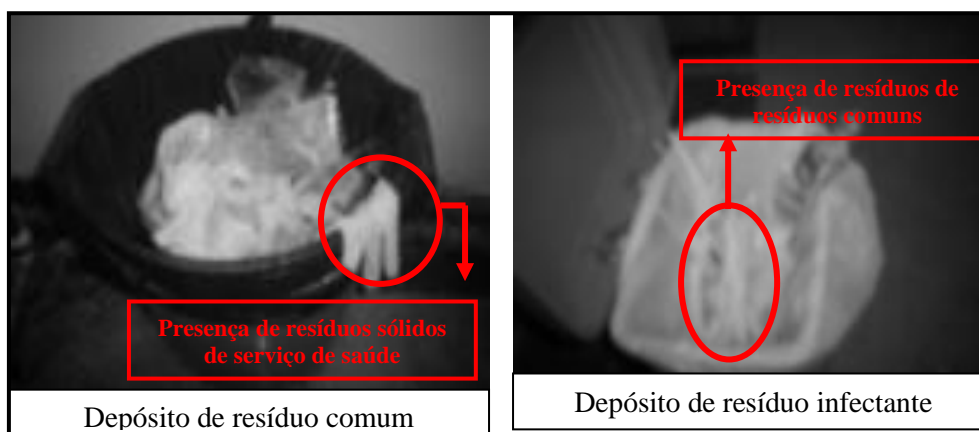 Presença de resíduos sólidos
de serviço de saúde
Depósito de resíduo comum
Presença de resíduos de
resíduos comuns
Depósito de resíduo infectante